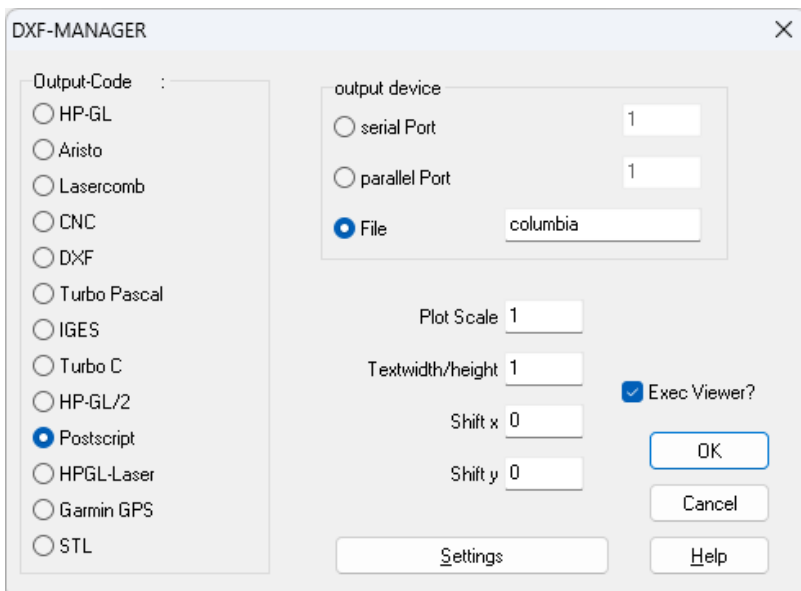 DXF-MANAGER
Output-Code :
HP-GL
Aristo
Lasercomb
CNC
DXF
Turbo Pascal
IGES
Turbo C
HP-GL/2
Postscript
HPGL-Laser
Garmin GPS
STL
output device
serial Port 1
parallel Port 1
File columbia
Plot Scale 1
Textwidth/height 1
Shift x 0
Shift y 0
Exec Viewer?
OK
Cancel
Settings
Help